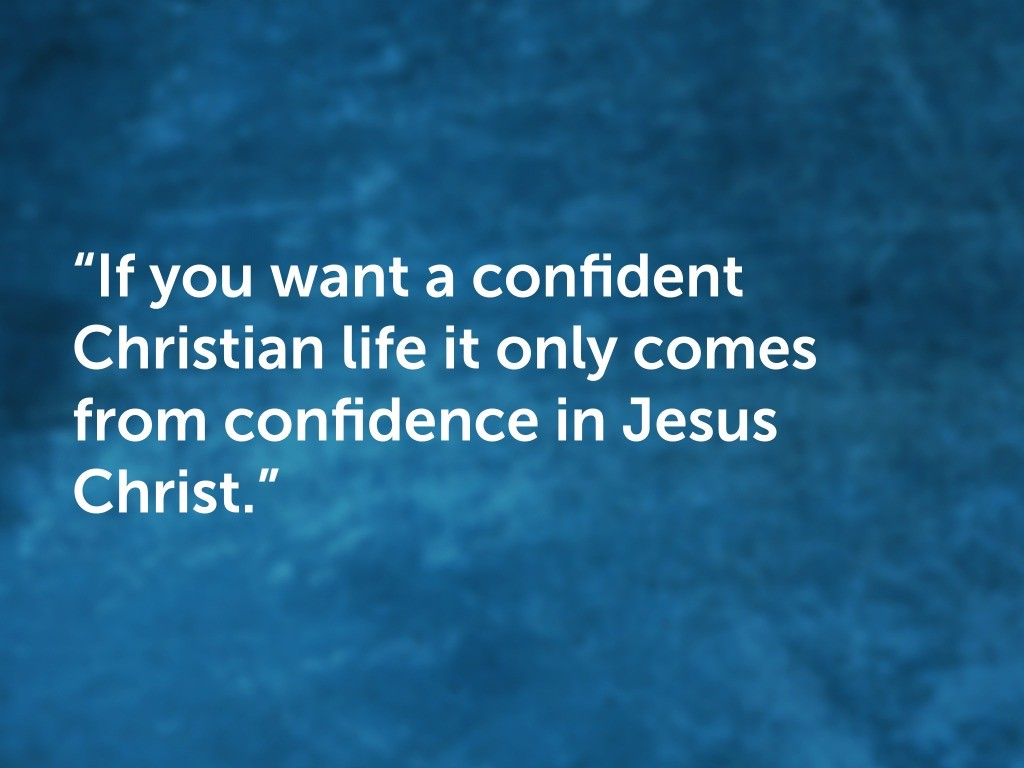 “If you want a confident
Christian life it only comes
from confidence in Jesus
Christ.”